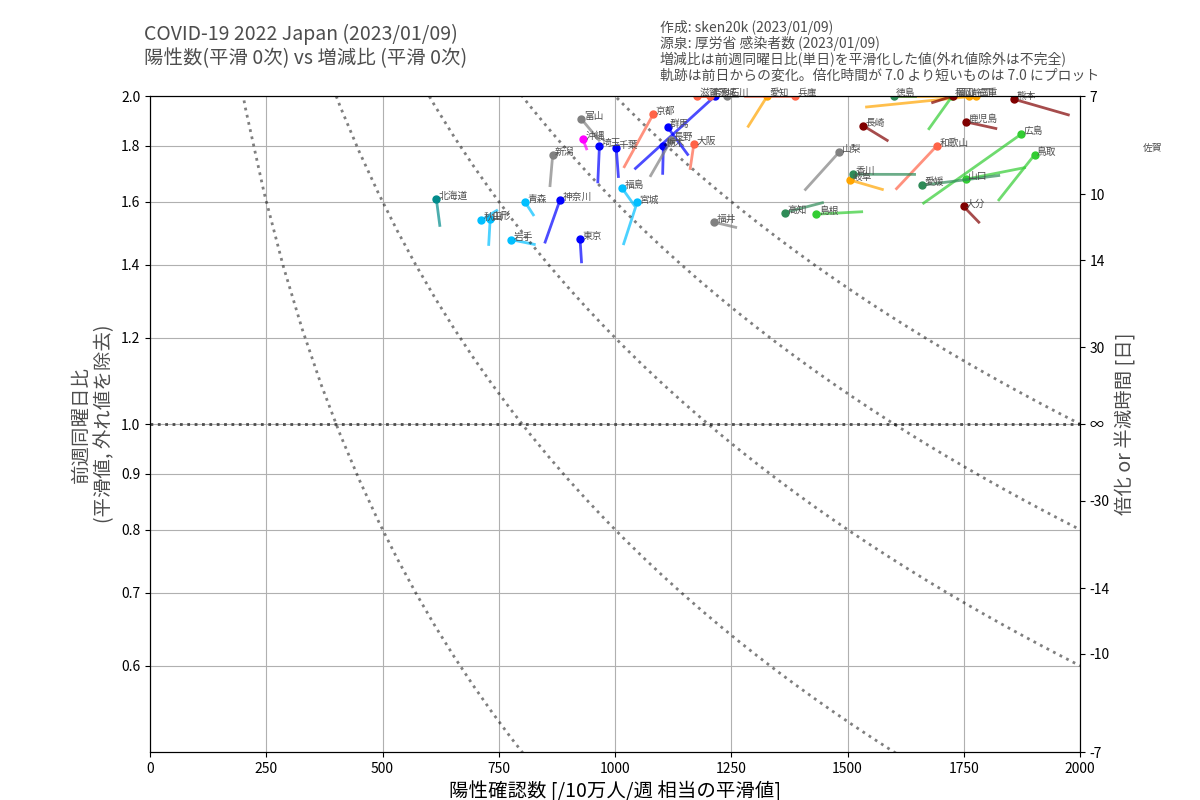 COVID-19 2022 Japan (2023/01/09)
陽性数(平滑 0次) vs 増減比 (平滑 0次)
作成: sken20k (2023/01/09)
源泉: 厚労省 感染者数 (2023/01/09)
増減比は前週同曜日比(単日)を平滑化した値(外れ値除外は不完全)
軌跡は前日からの変化。倍化時間が 7.0 より短いものは 7.0 にプロット
2.0
1.8
1.6
1.4
1.2
1.0
0.9
0.8
0.7
0.6
前週同曜日比
(平滑値, 外れ値を除去)
7
10
14
30
∞
-30
-14
-10
-7
倍化 or 半減時間 [日]
0
250
500
750
1000
1250
1500
1750
2000
陽性確認数 [/10万人/週 相当の平滑値]
石川
愛知
兵庫
徳島
熊本
富山
京都
群馬
長崎
鹿児島
広島
沖縄
埼玉
千葉
長野
大阪
山梨
和歌山
新潟
鳥取
佐賀
香川
岐阜
愛媛
山口
北海道
青森
神奈川
福島
宮城
高知
島根
大分
山形
岩手
東京
福井